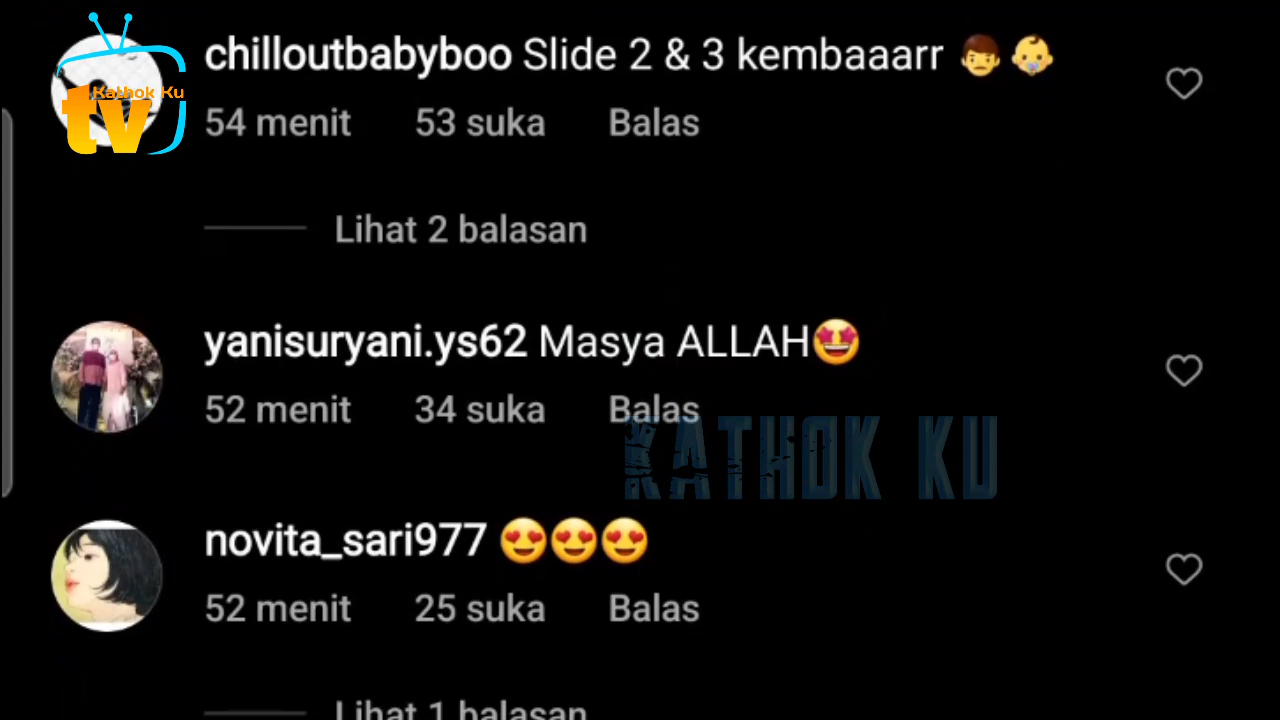 chilloutbabyboo Slide 2 & 3 kembaaarr 👦👶
Kathok Ku
tv
54 menit 53 suka Balas
Lihat 2 balasan
yanisuryani.ys62 Masya ALLAH🤩
52 menit 34 suka Balas
KATHOK KU
novita_sari977 😍😍😍
52 menit 25 suka Balas
Lihat 1 balasan